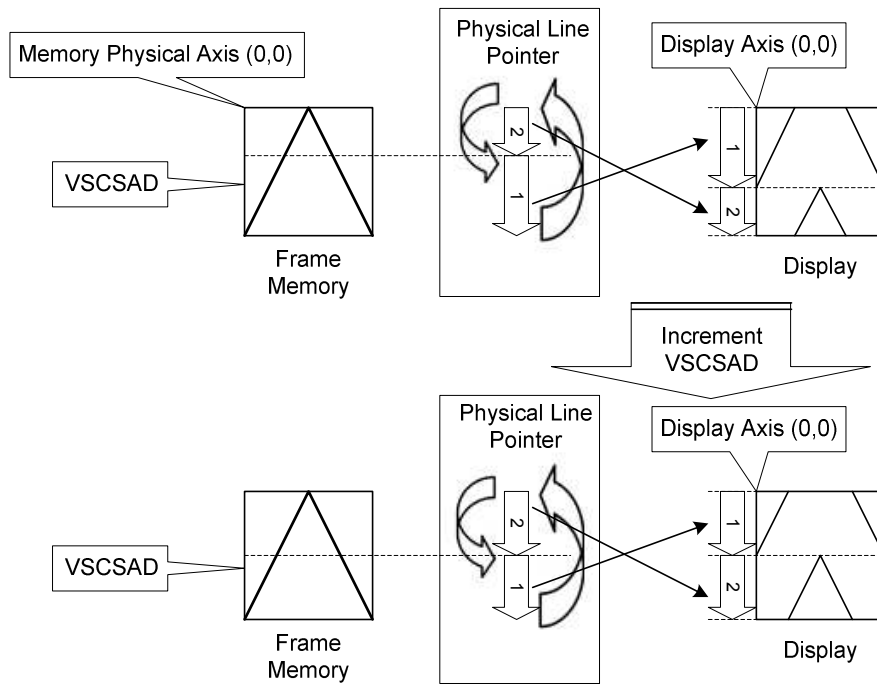 Physical Line
Pointer
Memory Physical Axis (0,0)
Display Axis (0,0)
2
1
1
2
VSCSAD
Frame
Memory
Display
Increment
VSCSAD
Physical Line
Pointer
Display Axis (0,0)
2
1
1
2
VSCSAD
Frame
Memory
Display